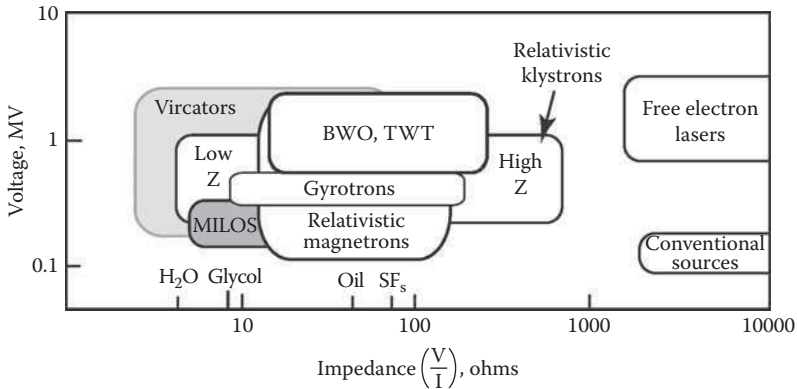 10
Relativistic
klystrons
Vircators
Free electron
lasers
BWO, TWT
Voltage, MV
1
Low
Z
High
Z
Gyrotrons
MILOS
Relativistic
magnetrons
Conventional
sources
0.1
H₂O Glycol Oil SFₛ
10 100 1000 10000
Impedance (V/I), ohms